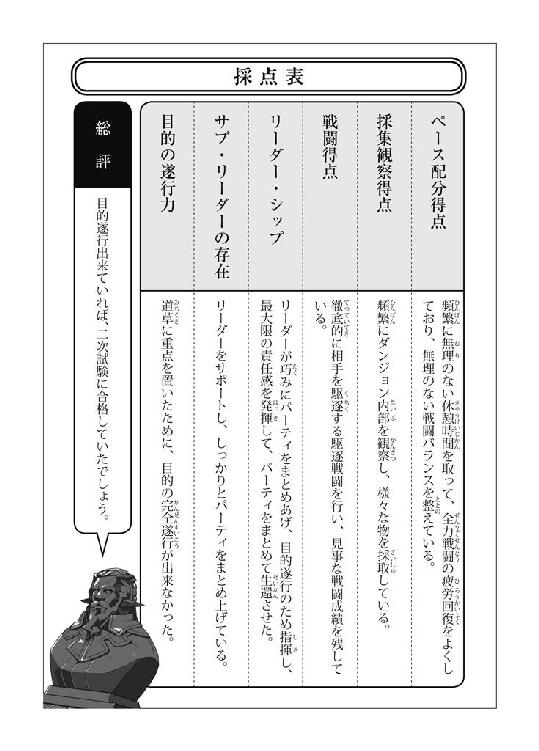 採点表
ペース配分得点
頻繁に無理のない休憩時間を取って、全力戦闘の疲労回復をよくし
ており、無理のない戦闘バランスを整えている。
採集観察得点
頻繁にダンジョン内部を観察し、様々な物を採取している。
戦闘得点
徹底的に相手を駆逐する駆逐戦闘を行い、見事な戦闘成績を残して
いる。
リーダー・シップ
リーダーが巧みにパーティをまとめあげ、目的遂行のため指揮し、
最大限の責任感を発揮して、パーティをまとめて生還させた。
サブ・リーダーの存在
リーダーをサポートし、しっかりとパーティをまとめ上げている。
目的の遂行力
道草に重点を置いたために、目的の完全遂行が出来なかった。
総評
目的遂行出来ていれば、二次試験に合格していたでしょう。